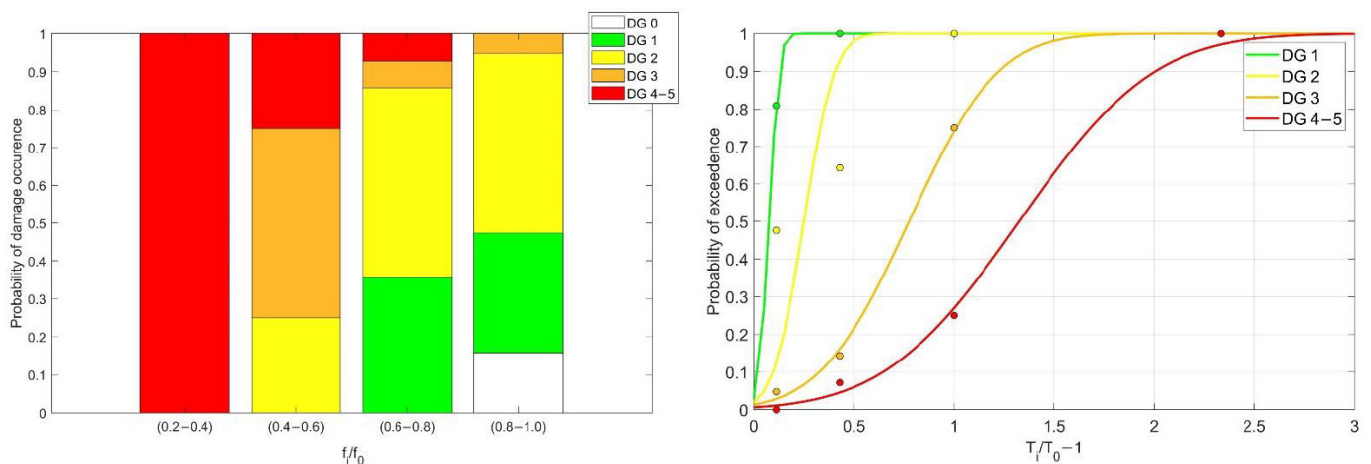 DG 0
DG 1
DG 2
DG 3
DG 4–5
Probability of damage occurence
1
0.9
0.8
0.7
0.6
0.5
0.4
0.3
0.2
0.1
0
(0.2–0.4)
(0.4–0.6)
(0.6–0.8)
(0.8–1.0)
fi/f0
DG 1
DG 2
DG 3
DG 4–5
Probability of exceedence
1
0.9
0.8
0.7
0.6
0.5
0.4
0.3
0.2
0.1
0
0
0.5
1
1.5
2
2.5
3
Ti/T0–1